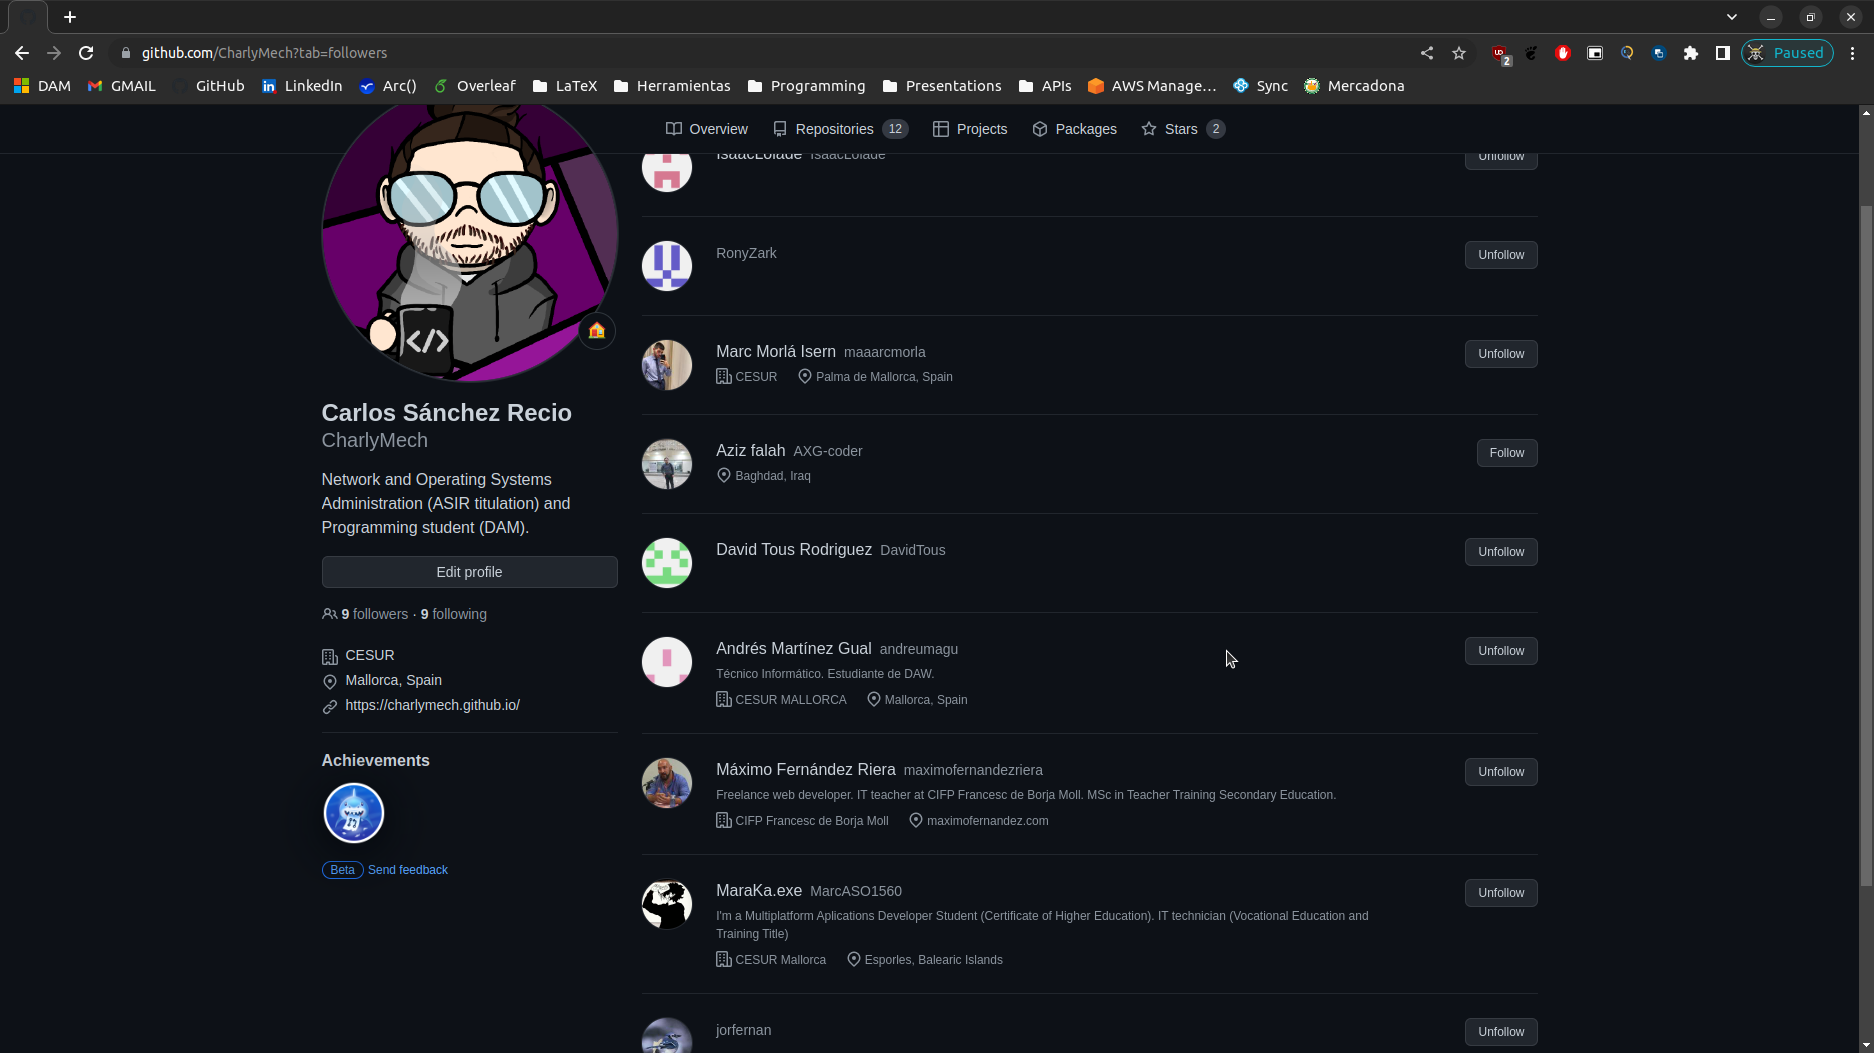 github.com/CharlyMech?tab=followers
2
Paused
DAM GMAIL GitHub LinkedIn Arc() Overleaf LaTeX Herramientas Programming Presentations APIs AWS Manage... Sync Mercadona
Overview Repositories 12 Projects Packages Stars 2
IsaacLolade IsaacLolade
Unfollow
RonyZark
Unfollow
</>
Marc Morlá Isern maaarcmorla
Unfollow
CESUR Palma de Mallorca, Spain
Carlos Sánchez Recio
CharlyMech
Network and Operating Systems
Administration (ASIR titulation) and
Programming student (DAM).
Edit profile
9 followers · 9 following
CESUR
Mallorca, Spain
https://charlymech.github.io/
Achievements
Beta Send feedback
Aziz falah AXG-coder
Follow
Baghdad, Iraq
David Tous Rodriguez DavidTous
Unfollow
Andrés Martínez Gual andreumagu
Unfollow
Técnico Informático. Estudiante de DAW.
CESUR MALLORCA Mallorca, Spain
Máximo Fernández Riera maximofernandezriera
Unfollow
Freelance web developer. IT teacher at CIFP Francesc de Borja Moll. MSc in Teacher Training Secondary Education.
CIFP Francesc de Borja Moll maximofernandez.com
MaraKa.exe MarcASO1560
Unfollow
I'm a Multiplatform Aplications Developer Student (Certificate of Higher Education). IT technician (Vocational Education and
Training Title)
CESUR Mallorca Esporles, Balearic Islands
jorfernan
Unfollow